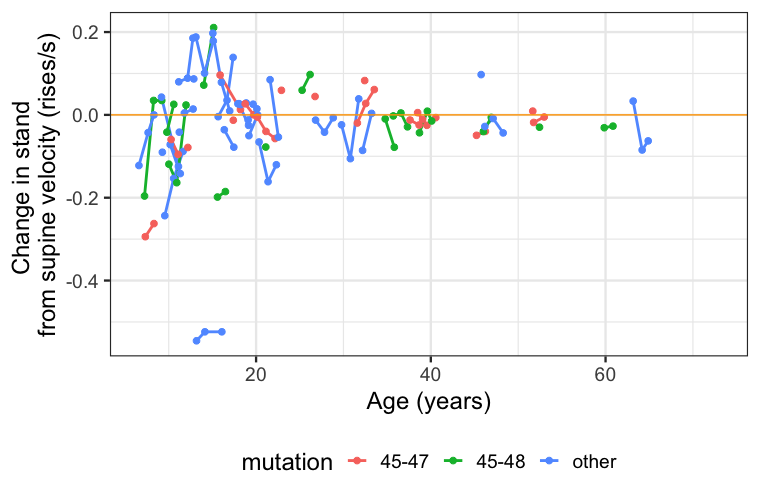 Change in stand
from supine velocity (rises/s)
0.2
0.0
-0.2
-0.4
20 40 60
Age (years)
mutation 45-47 45-48 other